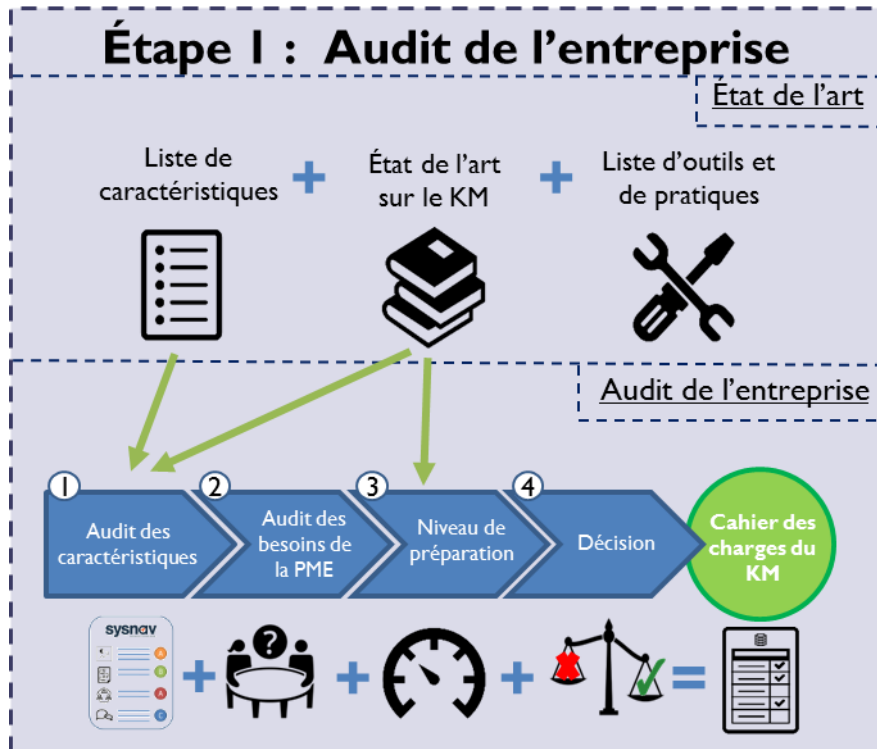 Étape 1 : Audit de l'entreprise
État de l'art
Liste de
caractéristiques
+
État de l'art
sur le KM
+
Liste d'outils et
de pratiques
Audit de l'entreprise
1
Audit des
caractéristiques
2
Audit des
besoins de
la PME
3
Niveau de
préparation
4
Décision
Cahier des
charges du
KM
sysnav
A
B
A
C
+
?
+
+
=